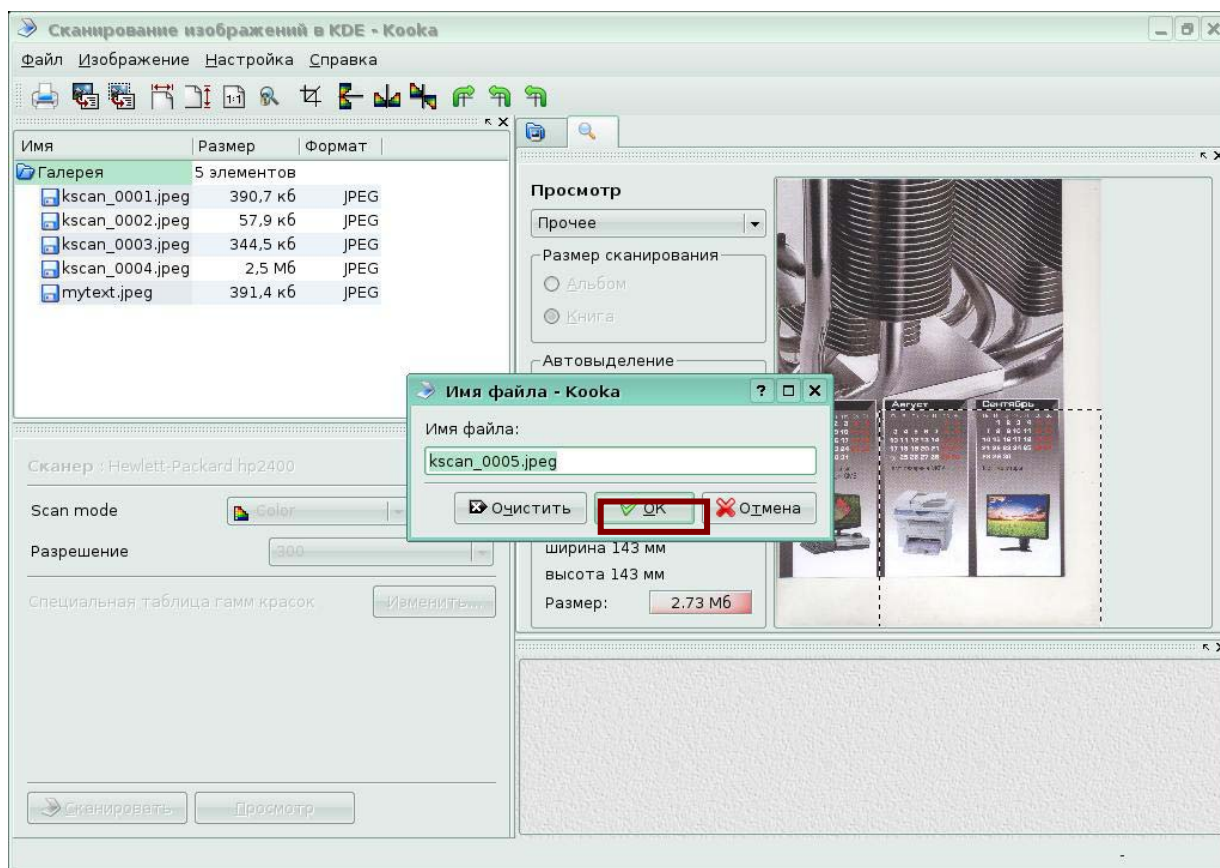 Сканирование изображений в KDE - Kooka
Файл Изображение Настройка Справка
Имя Размер Формат
Галерея 5 элементов
kscan_0001.jpeg 390,7 кб JPEG
kscan_0002.jpeg 57,9 кб JPEG
kscan_0003.jpeg 344,5 кб JPEG
kscan_0004.jpeg 2,5 Мб JPEG
mytext.jpeg 391,4 кб JPEG
Сканер : Hewlett-Packard hp2400
Scan mode Color
Разрешение 300
Специальная таблица гамм красок Изменить...
Сканировать Просмотр
Просмотр
Прочее
Размер сканирования
Альбом
Книга
Автовыделение
Имя файла - Kooka
Имя файла:
kscan_0005.jpeg
Очистить OK Отмена
ширина 143 мм
высота 143 мм
Размер: 2.73 Мб
Август Сентябрь